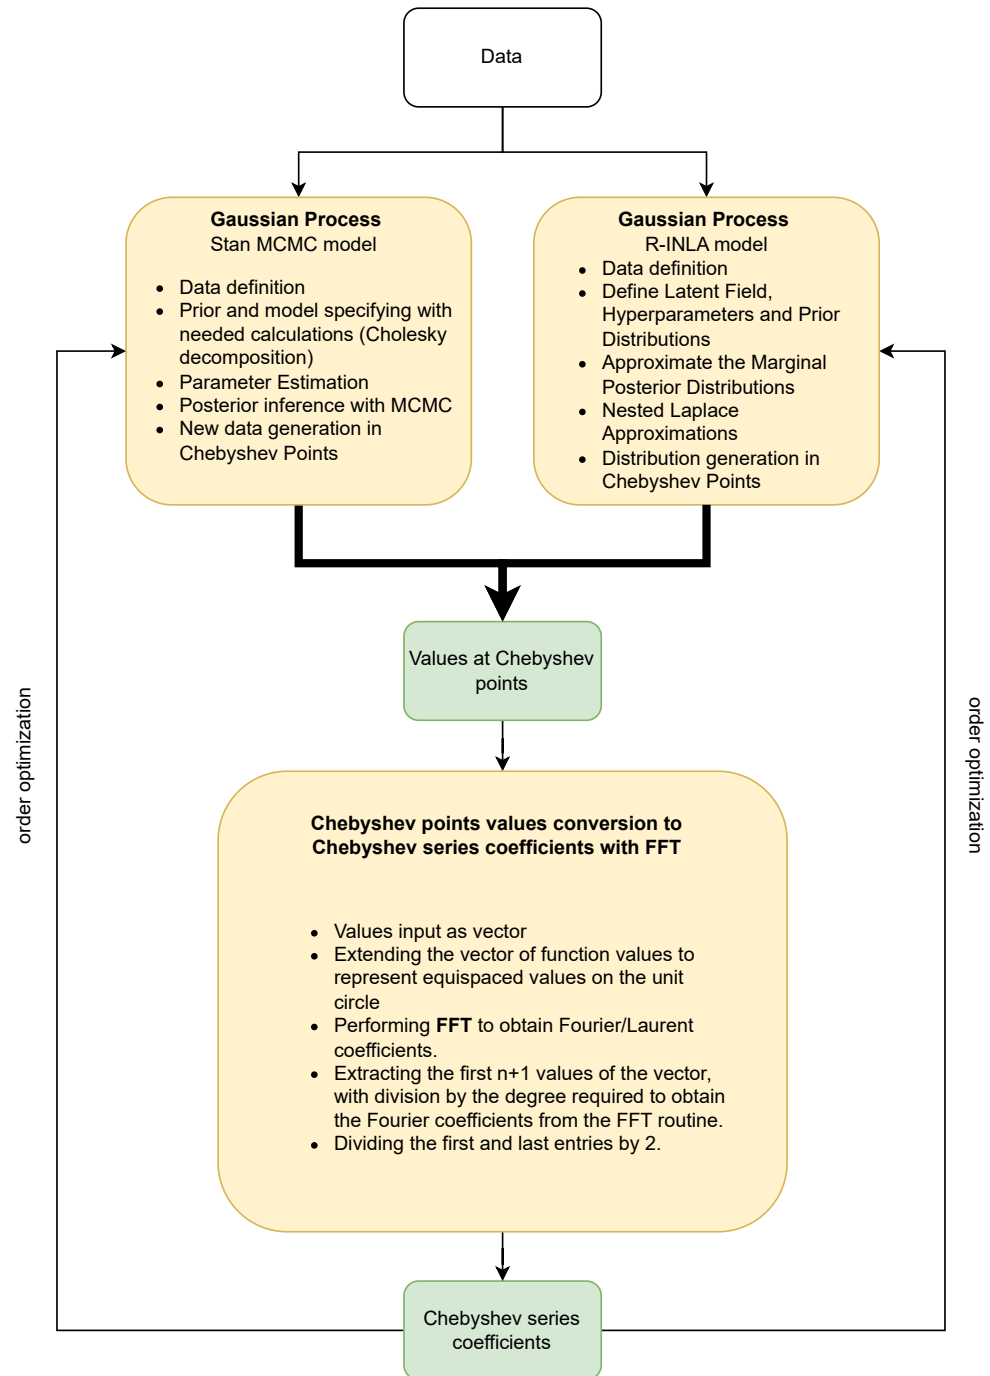 Data
Gaussian Process
Stan MCMC model
• Data definition
• Prior and model specifying with
needed calculations (Cholesky
decomposition)
• Parameter Estimation
• Posterior inference with MCMC
• New data generation in
Chebyshev Points
Gaussian Process
R-INLA model
• Data definition
• Define Latent Field,
Hyperparameters and Prior
Distributions
• Approximate the Marginal
Posterior Distributions
• Nested Laplace
Approximations
• Distribution generation in
Chebyshev Points
Values at Chebyshev
points
order optimization
order optimization
Chebyshev points values conversion to
Chebyshev series coefficients with FFT
• Values input as vector
• Extending the vector of function values to
represent equispaced values on the unit
circle
• Performing FFT to obtain Fourier/Laurent
coefficients.
• Extracting the first n+1 values of the vector,
with division by the degree required to obtain
the Fourier coefficients from the FFT routine.
• Dividing the first and last entries by 2.
Chebyshev series
coefficients